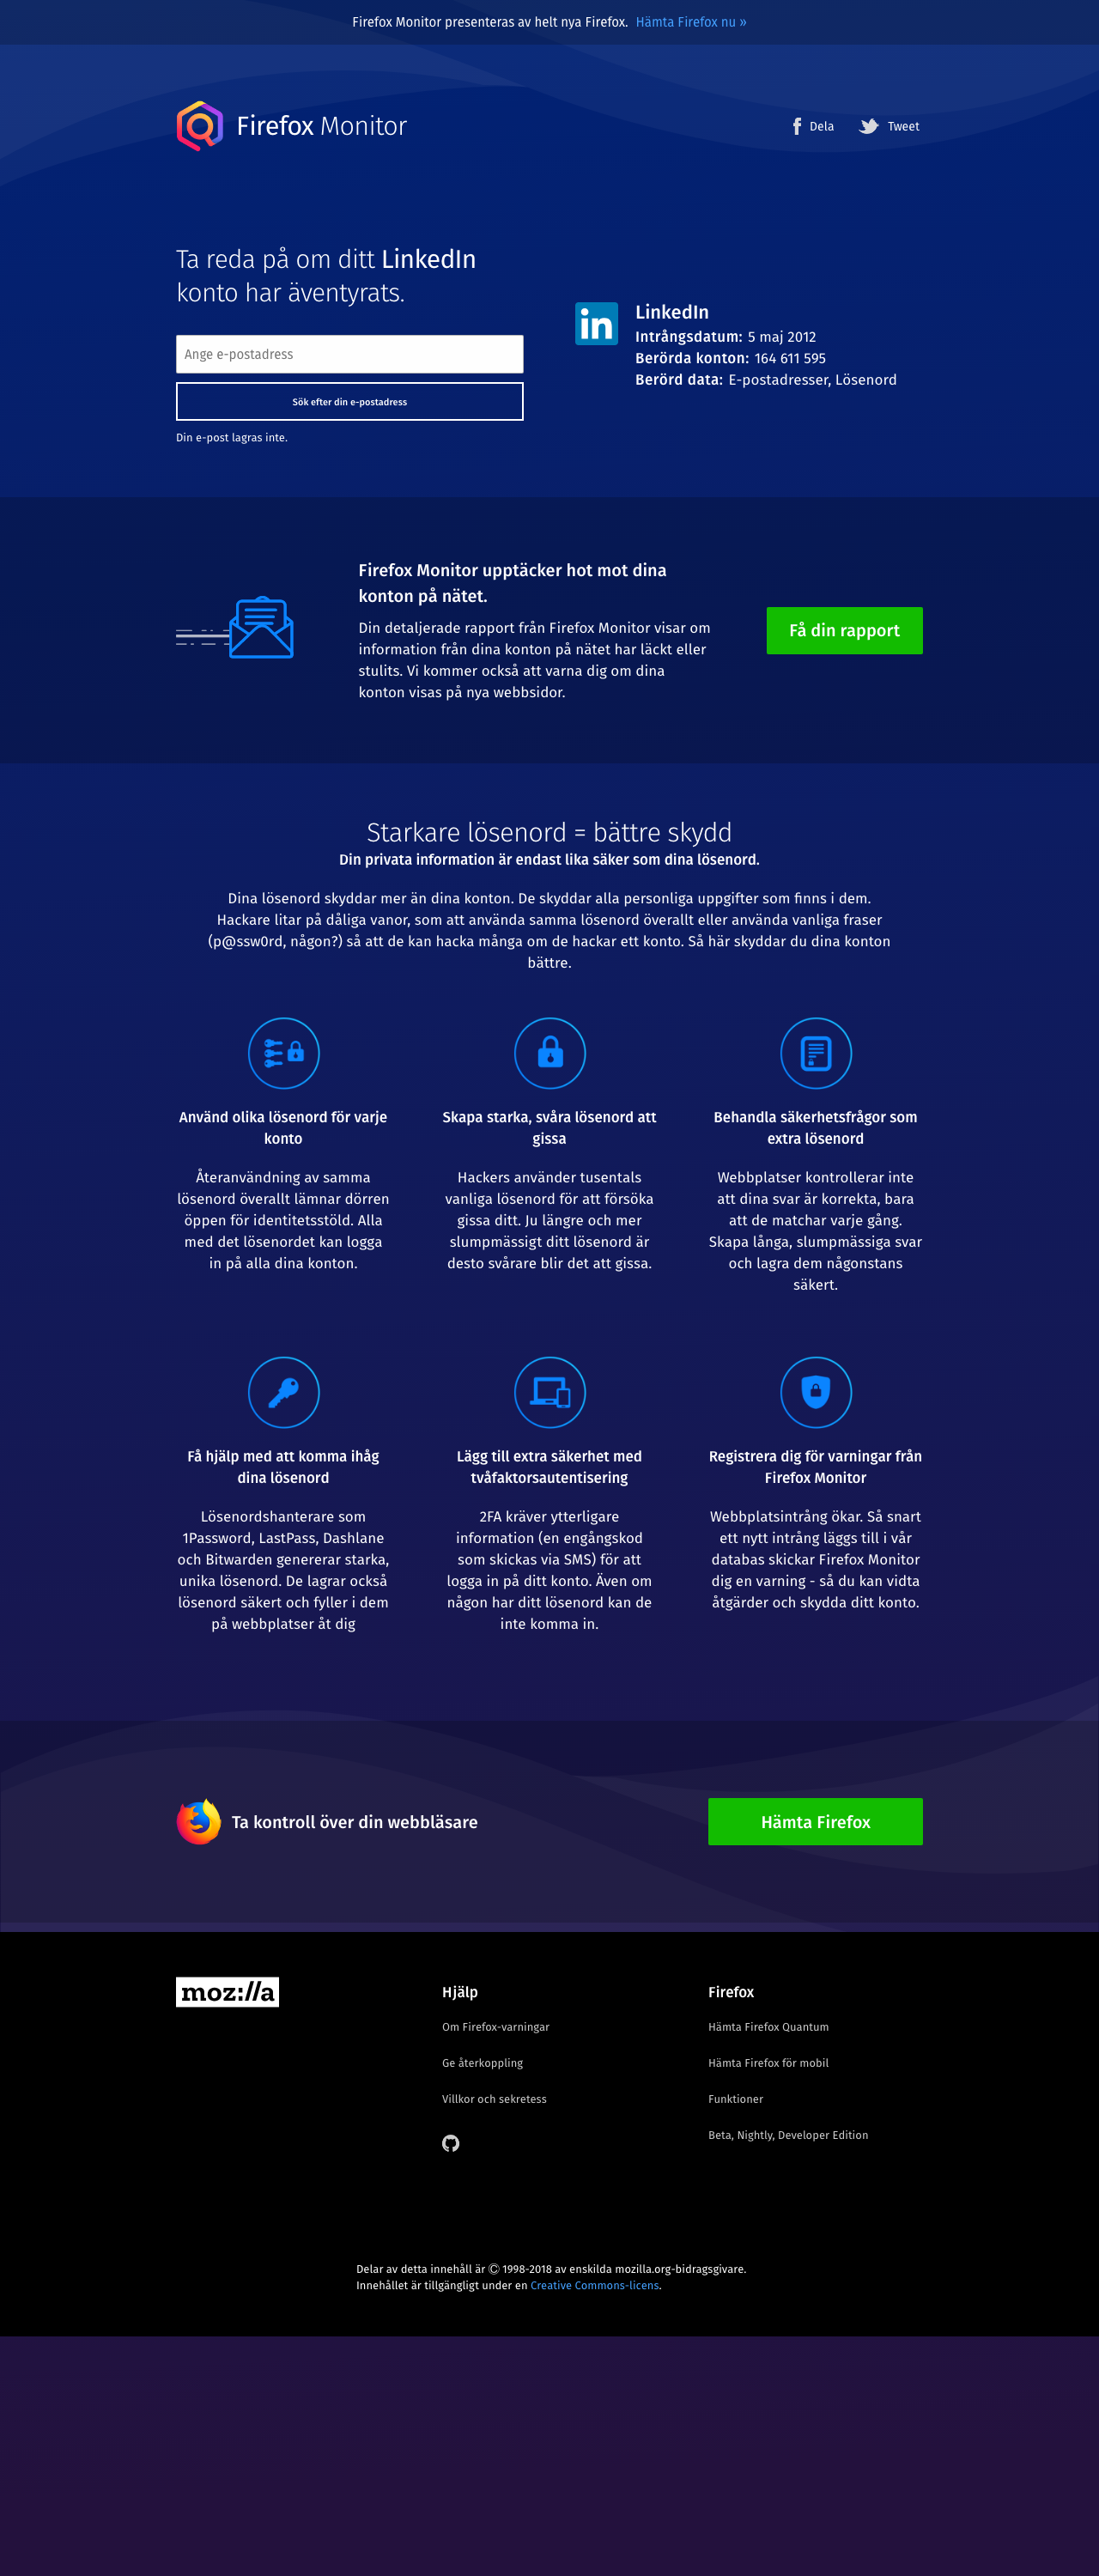 Firefox Monitor presenteras av helt nya Firefox. Hämta Firefox nu »
Firefox Monitor
Dela
Tweet
Ta reda på om ditt LinkedIn
konto har äventyrats.
Ange e-postadress
Sök efter din e-postadress
Din e-post lagras inte.
LinkedIn
Intrångsdatum: 5 maj 2012
Berörda konton: 164 611 595
Berörd data: E-postadresser, Lösenord
Firefox Monitor upptäcker hot mot dina
konton på nätet.
Din detaljerade rapport från Firefox Monitor visar om
information från dina konton på nätet har läckt eller
stulits. Vi kommer också att varna dig om dina
konton visas på nya webbsidor.
Få din rapport
Starkare lösenord = bättre skydd
Din privata information är endast lika säker som dina lösenord.
Dina lösenord skyddar mer än dina konton. De skyddar alla personliga uppgifter som finns i dem.
Hackare litar på dåliga vanor, som att använda samma lösenord överallt eller använda vanliga fraser
(p@ssw0rd, någon?) så att de kan hacka många om de hackar ett konto. Så här skyddar du dina konton
bättre.
Använd olika lösenord för varje
konto
Återanvändning av samma
lösenord överallt lämnar dörren
öppen för identitetsstöld. Alla
med det lösenordet kan logga
in på alla dina konton.
Skapa starka, svåra lösenord att
gissa
Hackers använder tusentals
vanliga lösenord för att försöka
gissa ditt. Ju längre och mer
slumpmässigt ditt lösenord är
desto svårare blir det att gissa.
Behandla säkerhetsfrågor som
extra lösenord
Webbplatser kontrollerar inte
att dina svar är korrekta, bara
att de matchar varje gång.
Skapa långa, slumpmässiga svar
och lagra dem någonstans
säkert.
Få hjälp med att komma ihåg
dina lösenord
Lösenordshanterare som
1Password, LastPass, Dashlane
och Bitwarden genererar starka,
unika lösenord. De lagrar också
lösenord säkert och fyller i dem
på webbplatser åt dig
Lägg till extra säkerhet med
tvåfaktorsautentisering
2FA kräver ytterligare
information (en engångskod
som skickas via SMS) för att
logga in på ditt konto. Även om
någon har ditt lösenord kan de
inte komma in.
Registrera dig för varningar från
Firefox Monitor
Webbplatsintrång ökar. Så snart
ett nytt intrång läggs till i vår
databas skickar Firefox Monitor
dig en varning - så du kan vidta
åtgärder och skydda ditt konto.
Ta kontroll över din webbläsare
Hämta Firefox
moz://a
Hjälp
Om Firefox-varningar
Ge återkoppling
Villkor och sekretess
Firefox
Hämta Firefox Quantum
Hämta Firefox för mobil
Funktioner
Beta, Nightly, Developer Edition
Delar av detta innehåll är © 1998-2018 av enskilda mozilla.org-bidragsgivare.
Innehållet är tillgängligt under en Creative Commons-licens.